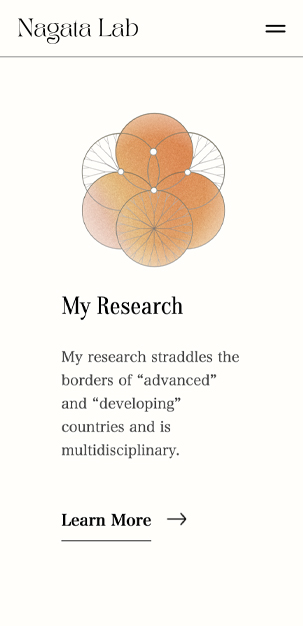 Nagata Lab
My Research
My research straddles the
borders of “advanced”
and “developing”
countries and is
multidisciplinary.
Learn More